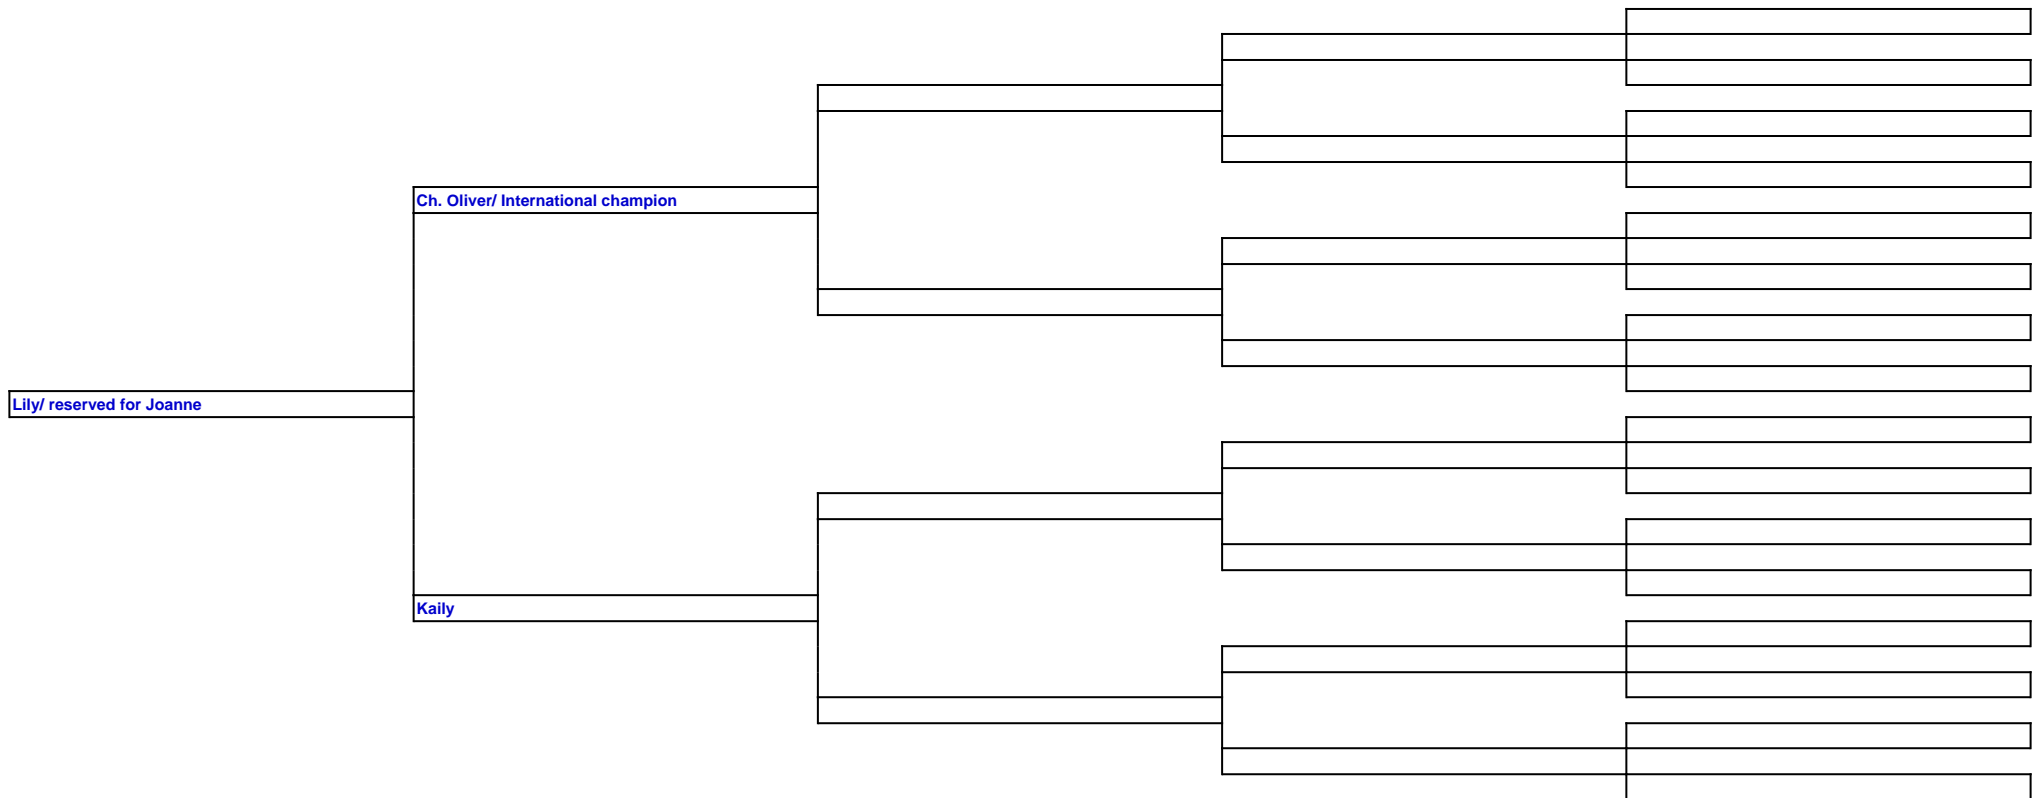 Ch. Oliver/ International champion
Lily/ reserved for Joanne
Kaily